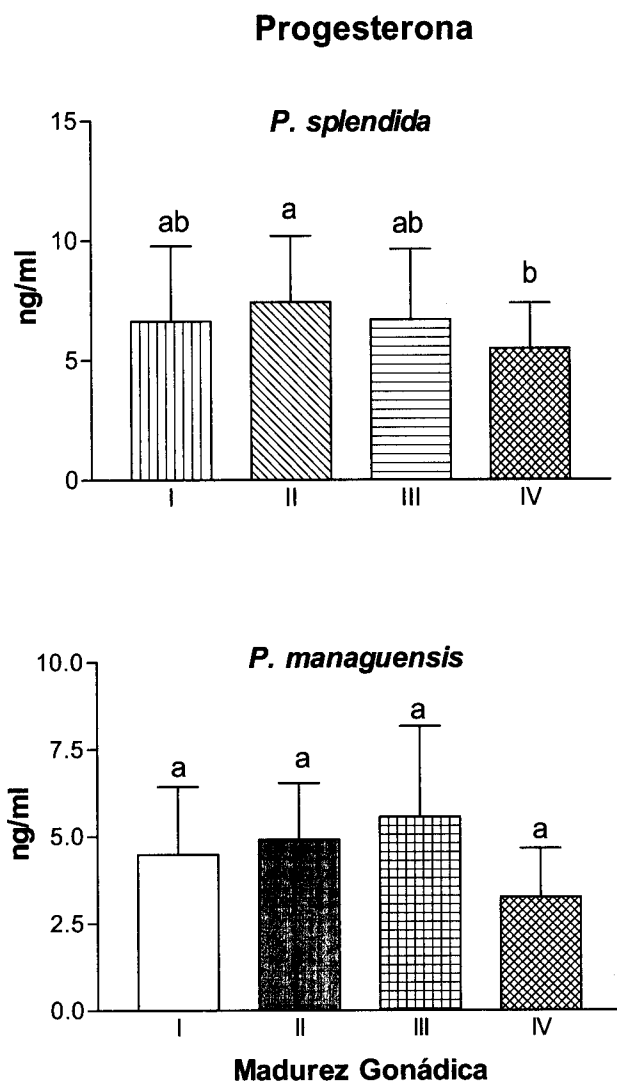 Progesterona
P. splendida
15
10
5
0
ng/ml
ab
a
ab
b
I
II
III
IV
P. managuensis
10.0
7.5
5.0
2.5
0.0
ng/ml
a
a
a
a
I
II
III
IV
Madurez Gonádica